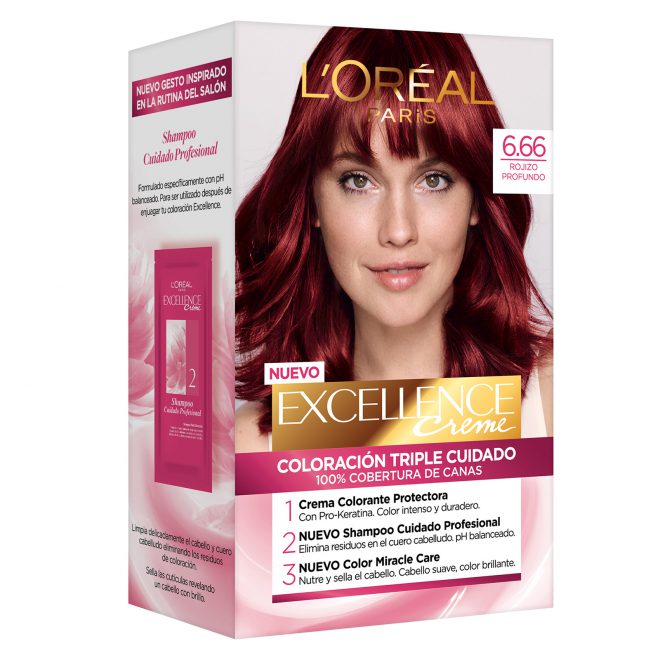 NUEVO GESTO INSPIRADO
EN LA RUTINA DEL SALÓN
Shampoo
Cuidado Profesional
Formulado específicamente con pH
balanceado. Para ser utilizado después de
enjuegar tu coloración Excellence.
L'ORÉAL
PARIS
EXCELLENCE
Creme
2
Shampoo
Cuidado Profesional
Limpia delicadamente el cabello y cuero
cabelludo eliminando los residuos
de coloración.
Sella las cutículas revelando
un cabello con brillo.
L'ORÉAL
PARIS
6.66
ROJIZO
PROFUNDO
NUEVO
EXCELLENCE
Creme
COLORACIÓN TRIPLE CUIDADO
100% COBERTURA DE CANAS
1 Crema Colorante Protectora
Con Pro-Keratina. Color intenso y duradero.
2 NUEVO Shampoo Cuidado Profesional
Elimina residuos en el cuero cabelludo. pH balanceado.
3 NUEVO Color Miracle Care
Nutre y sella el cabello. Cabello suave, color brillante.